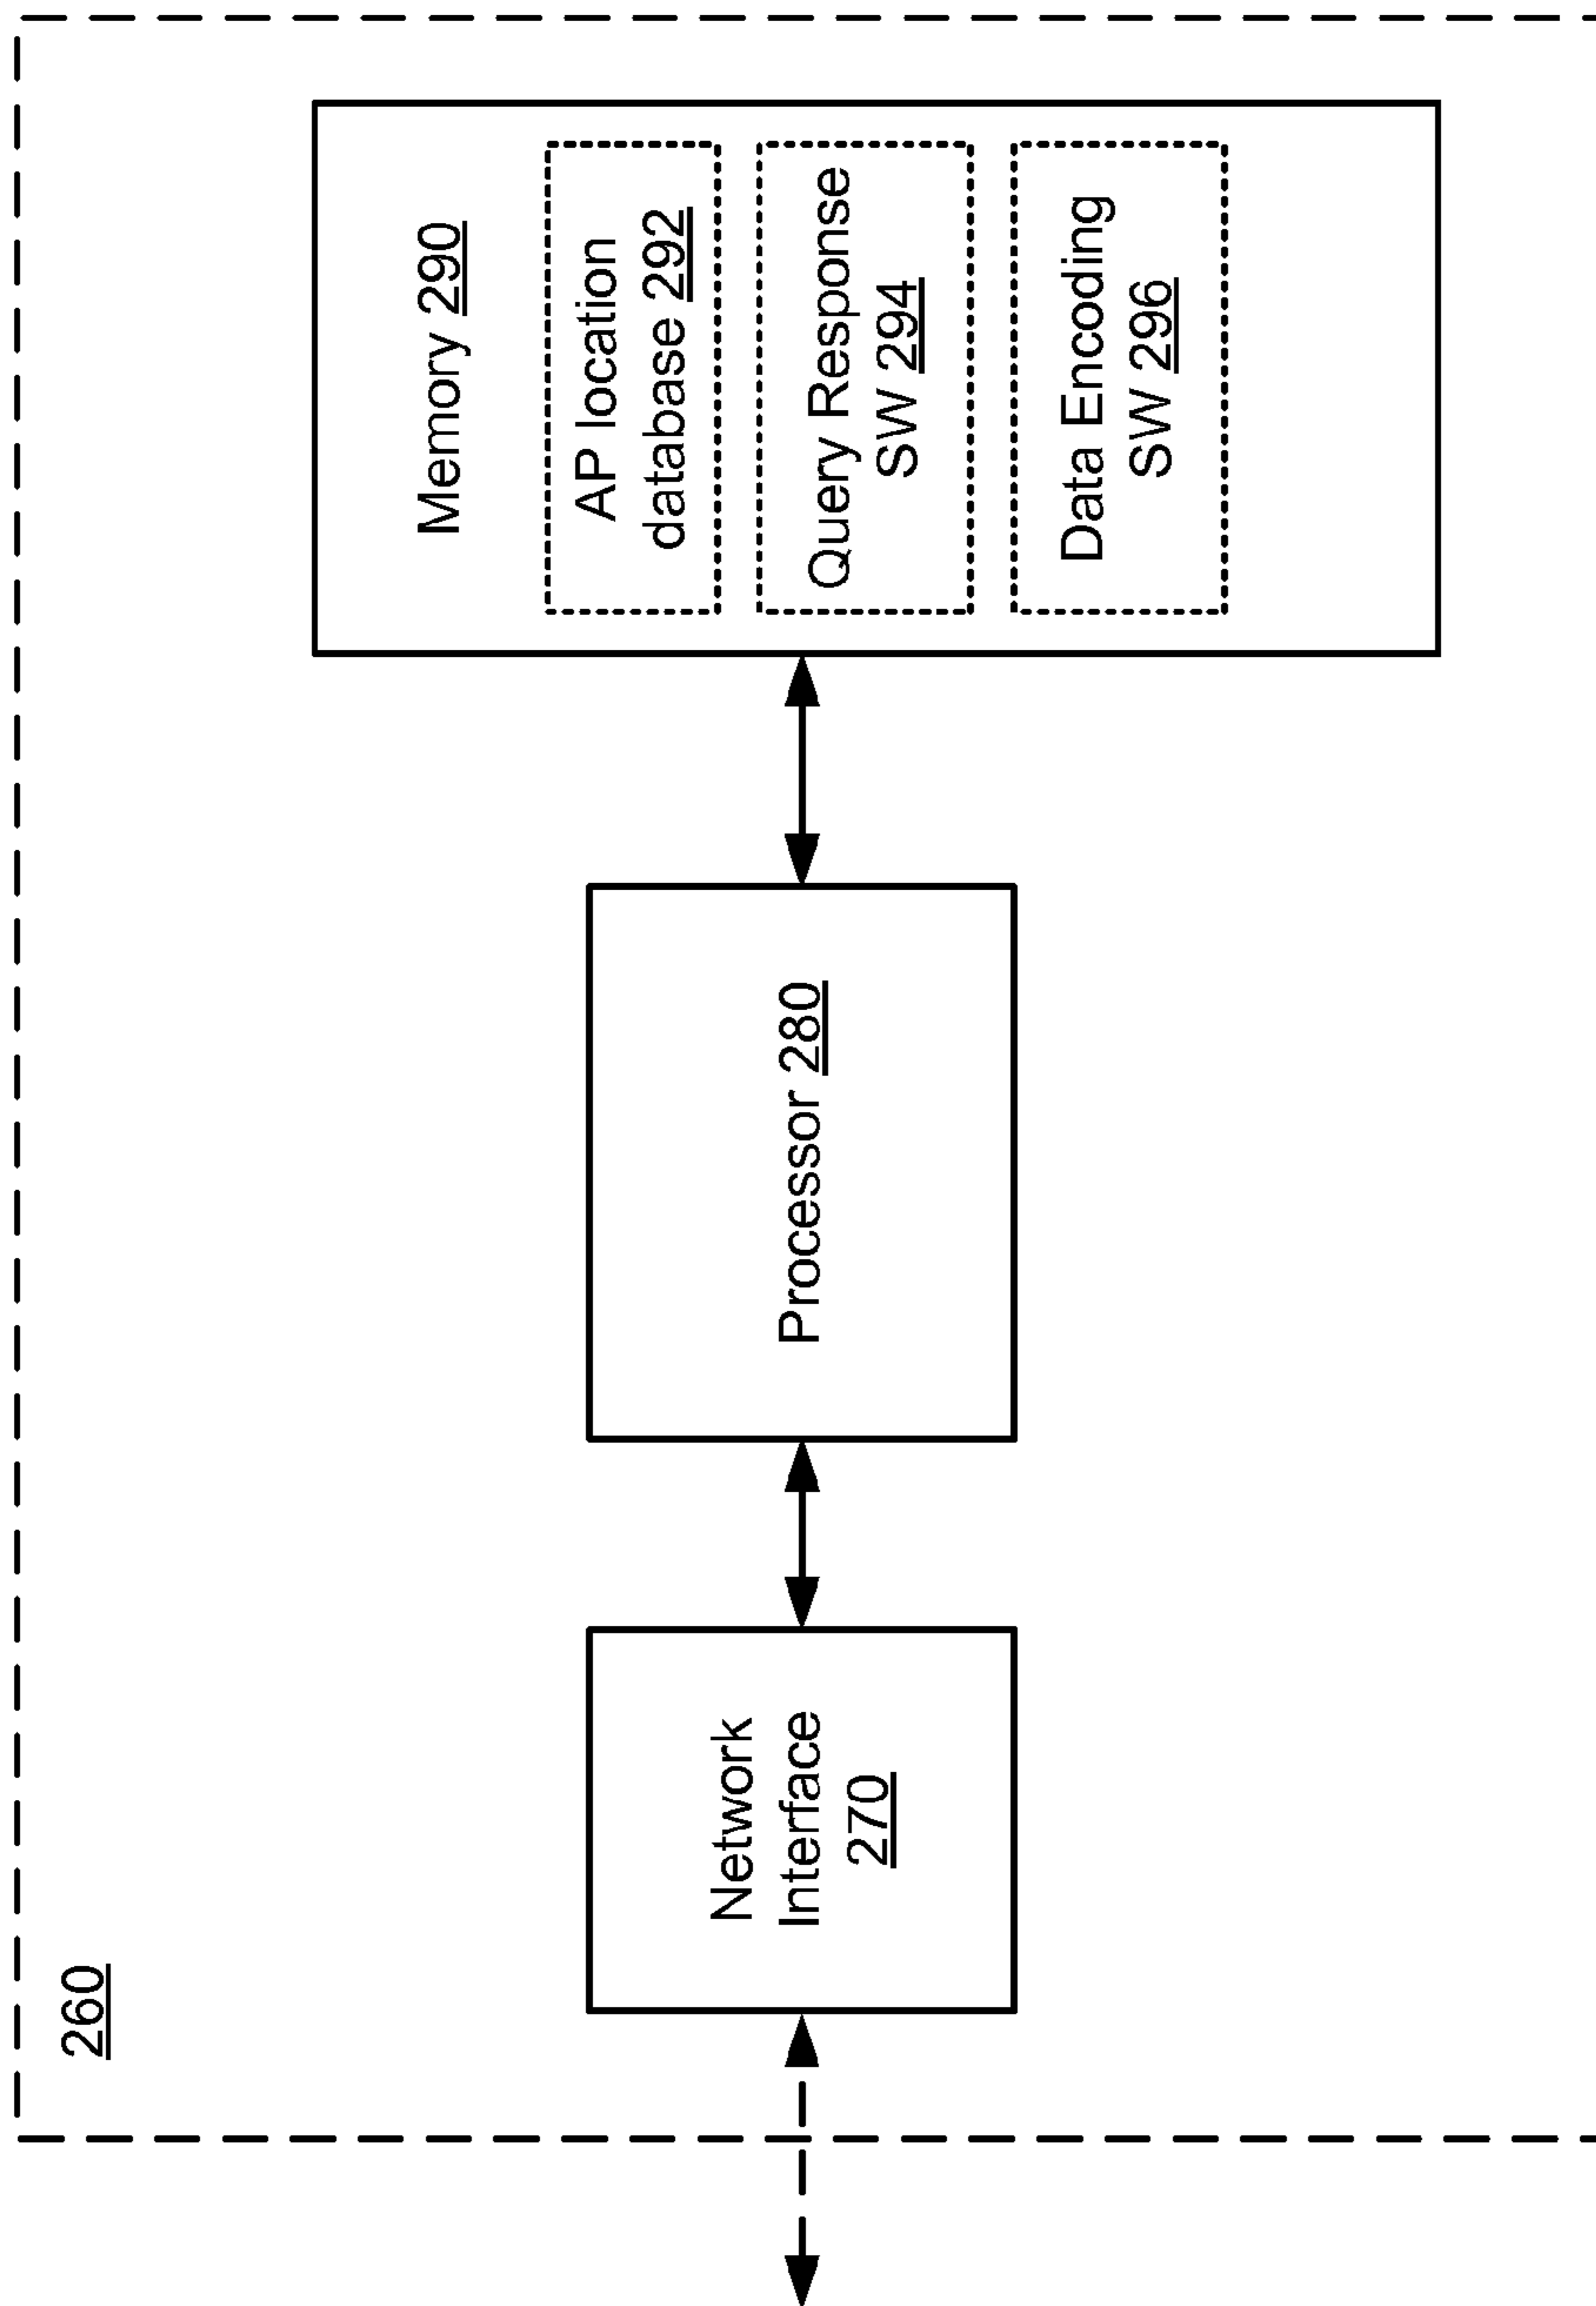 260
Network
Interface
270
Processor 280
Memory 290
AP location
database 292
Query Response
SW 294
Data Encoding
SW 296